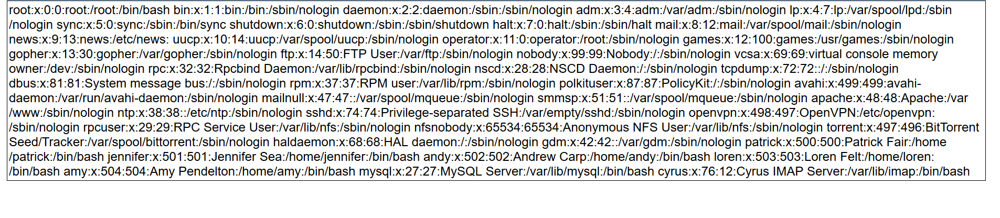 root:x:0:0:root:/root:/bin/bash bin:x:1:1:bin:/bin:/sbin/nologin daemon:x:2:2:daemon:/sbin:/sbin/nologin adm:x:3:4:adm:/var/adm:/sbin/nologin lp:x:4:7:lp:/var/spool/lpd:/sbin
/nologin sync:x:5:0:sync:/sbin:/bin/sync shutdown:x:6:0:shutdown:/sbin:/sbin/shutdown halt:x:7:0:halt:/sbin:/sbin/halt mail:x:8:12:mail:/var/spool/mail:/sbin/nologin
news:x:9:13:news:/etc/news: uucp:x:10:14:uucp:/var/spool/uucp:/sbin/nologin operator:x:11:0:operator:/root:/sbin/nologin games:x:12:100:games:/usr/games:/sbin/nologin
gopher:x:13:30:gopher:/var/gopher:/sbin/nologin ftp:x:14:50:FTP User:/var/ftp:/sbin/nologin nobody:x:99:99:Nobody:/:/sbin/nologin vcsa:x:69:69:virtual console memory
owner:/dev:/sbin/nologin rpc:x:32:32:Rpcbind Daemon:/var/lib/rpcbind:/sbin/nologin nscd:x:28:28:NSCD Daemon:/:/sbin/nologin tcpdump:x:72:72::/:/sbin/nologin
dbus:x:81:81:System message bus:/:/sbin/nologin rpm:x:37:37:RPM user:/var/lib/rpm:/sbin/nologin polkituser:x:87:87:PolicyKit:/:/sbin/nologin avahi:x:499:499:avahi-
daemon:/var/run/avahi-daemon:/sbin/nologin mailnull:x:47:47::/var/spool/mqueue:/sbin/nologin smmsp:x:51:51::/var/spool/mqueue:/sbin/nologin apache:x:48:48:Apache:/var
/www:/sbin/nologin ntp:x:38:38::/etc/ntp:/sbin/nologin sshd:x:74:74:Privilege-separated SSH:/var/empty/sshd:/sbin/nologin openvpn:x:498:497:OpenVPN:/etc/openvpn:
/sbin/nologin rpcuser:x:29:29:RPC Service User:/var/lib/nfs:/sbin/nologin nfsnobody:x:65534:65534:Anonymous NFS User:/var/lib/nfs:/sbin/nologin torrent:x:497:496:BitTorrent
Seed/Tracker:/var/spool/bittorrent:/sbin/nologin haldaemon:x:68:68:HAL daemon:/:/sbin/nologin gdm:x:42:42::/var/gdm:/sbin/nologin patrick:x:500:500:Patrick Fair:/home
/patrick:/bin/bash jennifer:x:501:501:Jennifer Sea:/home/jennifer:/bin/bash andy:x:502:502:Andrew Carp:/home/andy:/bin/bash loren:x:503:503:Loren Felt:/home/loren:
/bin/bash amy:x:504:504:Amy Pendelton:/home/amy:/bin/bash mysql:x:27:27:MySQL Server:/var/lib/mysql:/bin/bash cyrus:x:76:12:Cyrus IMAP Server:/var/lib/imap:/bin/bash